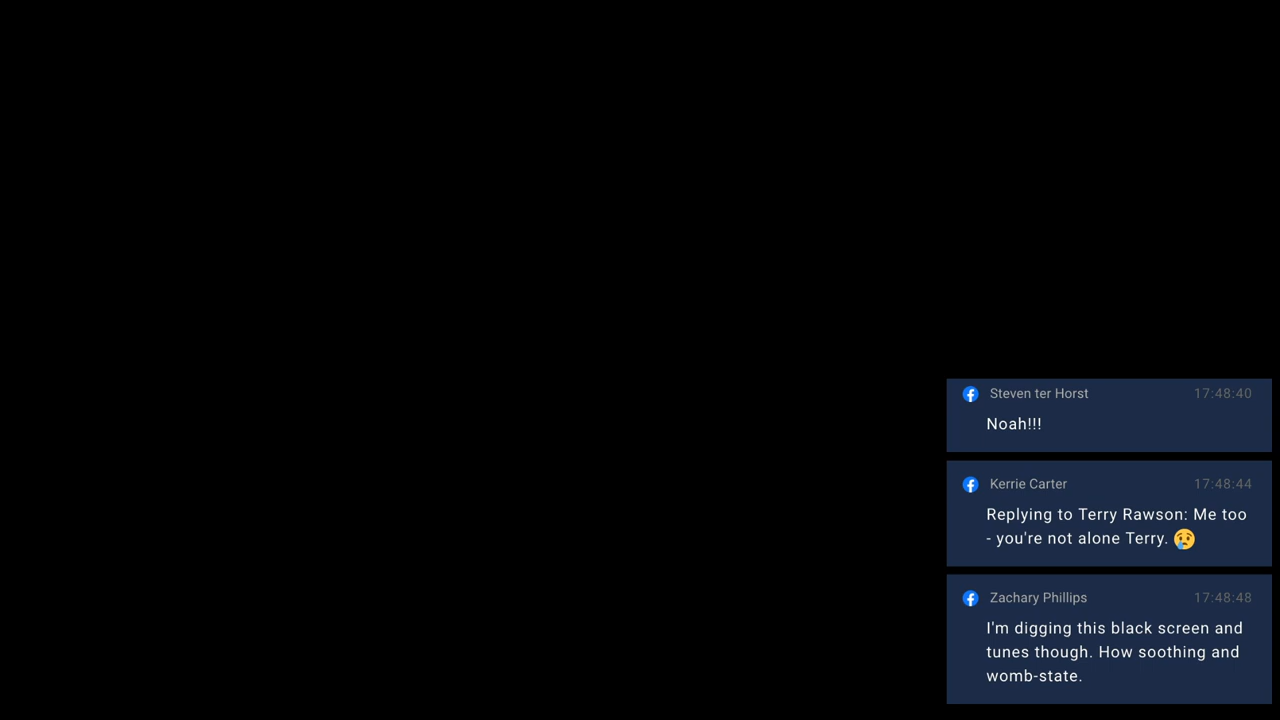 Steven ter Horst 17:48:40
Noah!!!
Kerrie Carter 17:48:44
Replying to Terry Rawson: Me too
- you're not alone Terry. 😢
Zachary Phillips 17:48:48
I'm digging this black screen and
tunes though. How soothing and
womb-state.